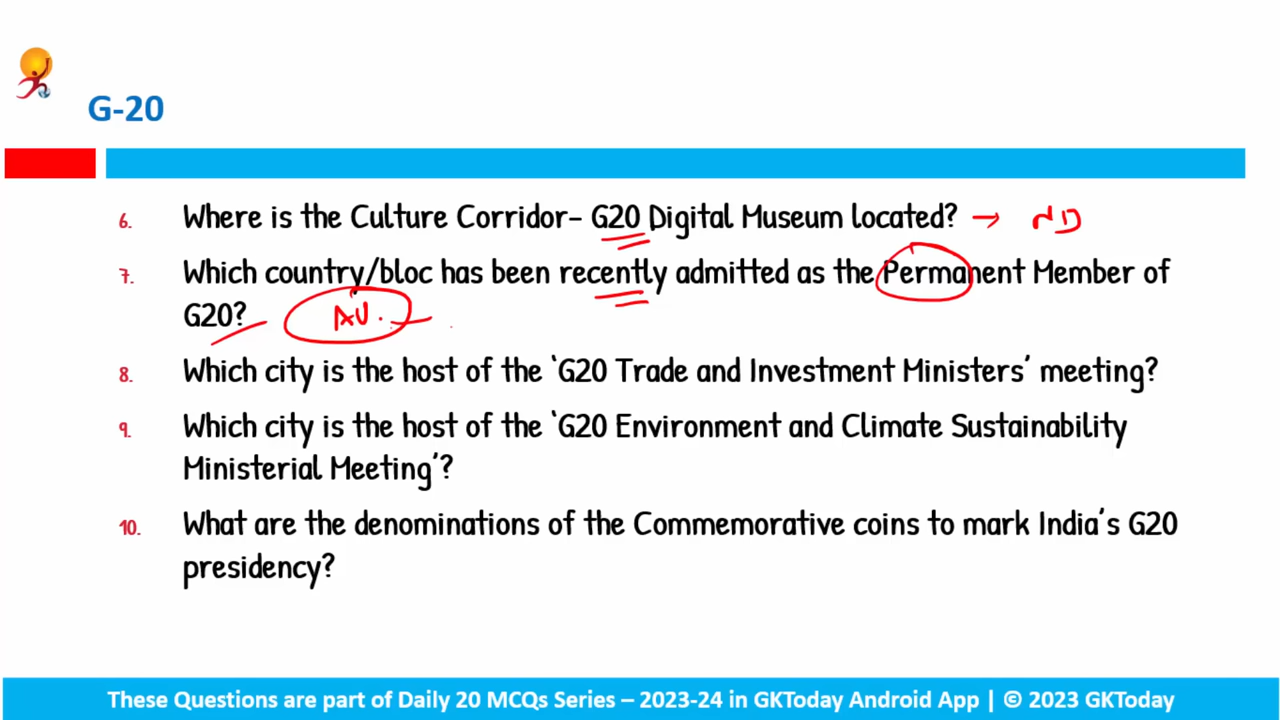 G-20
6. Where is the Culture Corridor- G20 Digital Museum located? → ND
7. Which country/bloc has been recently admitted as the Permanent Member of
G20? AU.
8. Which city is the host of the 'G20 Trade and Investment Ministers' meeting?
9. Which city is the host of the 'G20 Environment and Climate Sustainability
Ministerial Meeting'?
10. What are the denominations of the Commemorative coins to mark India's G20
presidency?
These Questions are part of Daily 20 MCQs Series – 2023-24 in GKToday Android App | © 2023 GKToday